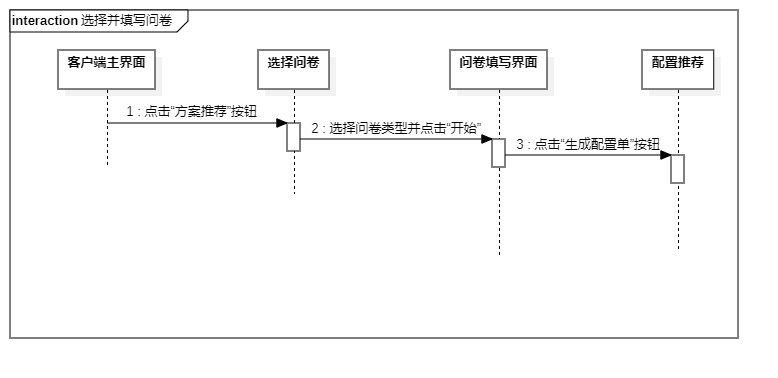 interaction 选择并填写问卷
客户端主界面
选择问卷
问卷填写界面
配置推荐
1 : 点击“方案推荐”按钮
2 : 选择问卷类型并点击“开始”
3 : 点击“生成配置单”按钮